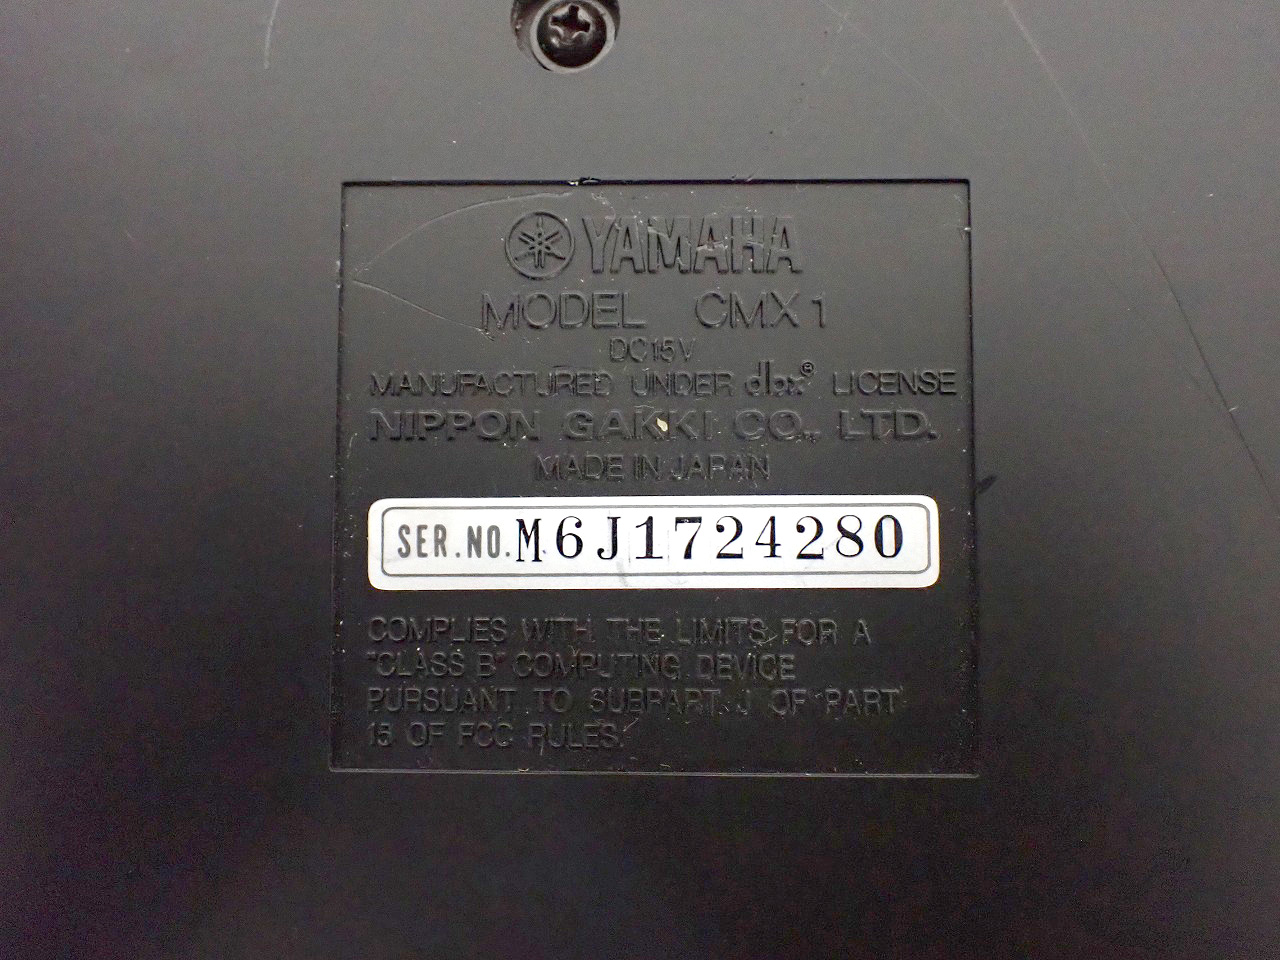 YAMAHA
MODEL CMX1
DC15V
MANUFACTURED UNDER dbx® LICENSE
NIPPON GAKKI CO., LTD.
MADE IN JAPAN
SER.NO. M6J1724280
COMPLIES WITH THE LIMITS FOR A
"CLASS B" COMPUTING DEVICE
PURSUANT TO SUBPART J OF PART
15 OF FCC RULES.